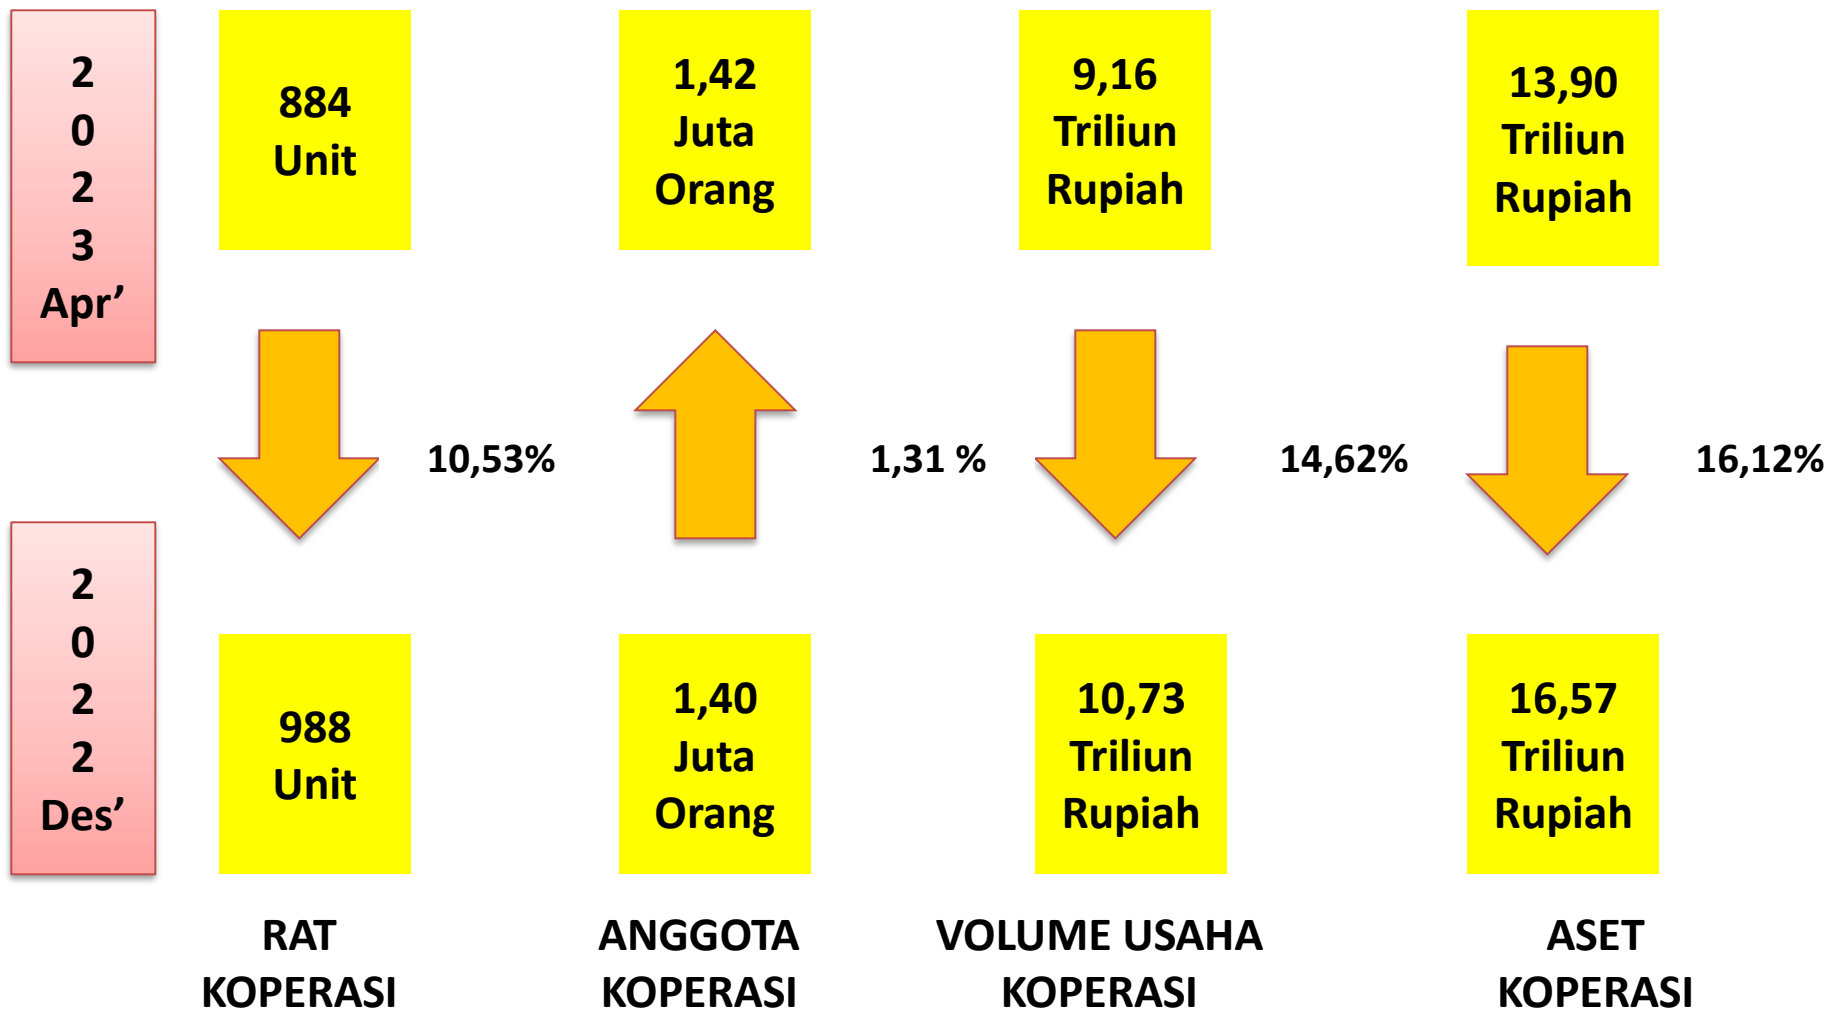 2
0
2
3
Apr’
884
Unit
1,42
Juta
Orang
9,16
Triliun
Rupiah
13,90
Triliun
Rupiah
10,53%
1,31 %
14,62%
16,12%
2
0
2
2
Des’
988
Unit
1,40
Juta
Orang
10,73
Triliun
Rupiah
16,57
Triliun
Rupiah
RAT
KOPERASI
ANGGOTA
KOPERASI
VOLUME USAHA
KOPERASI
ASET
KOPERASI